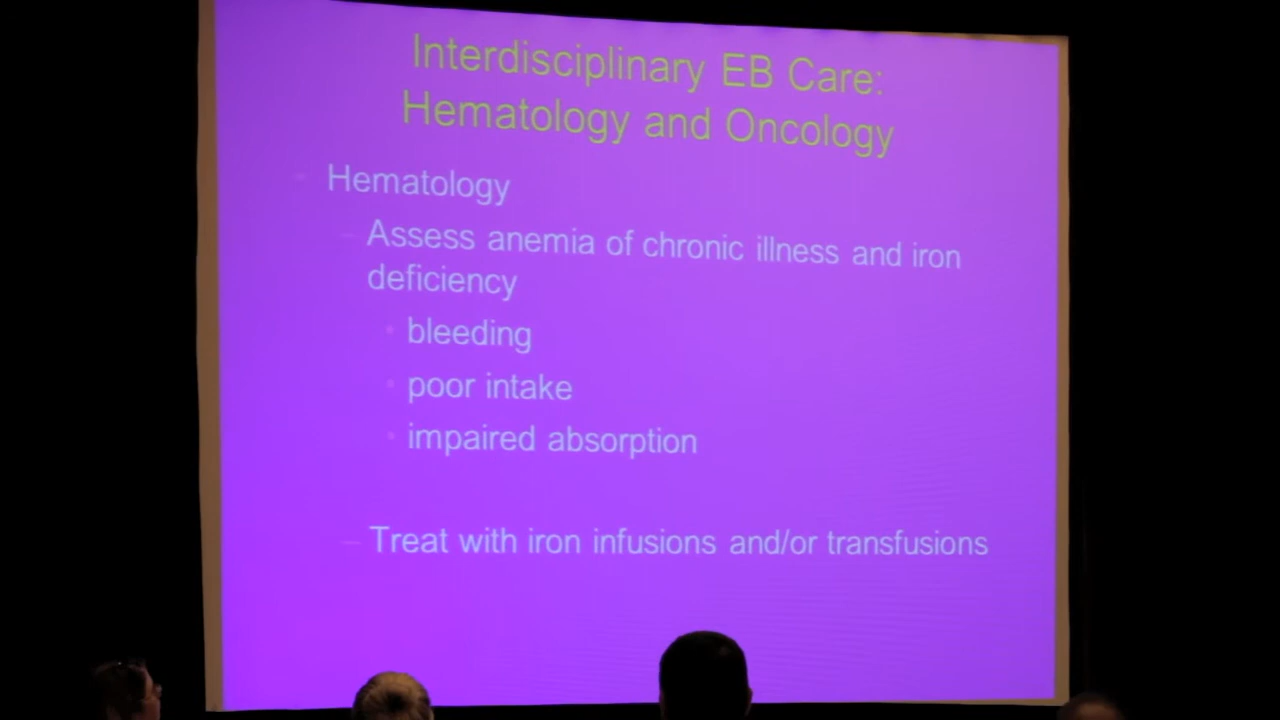 Interdisciplinary EB Care:
Hematology and Oncology
Hematology
Assess anemia of chronic illness and iron
deficiency
bleeding
poor intake
impaired absorption
Treat with iron infusions and/or transfusions